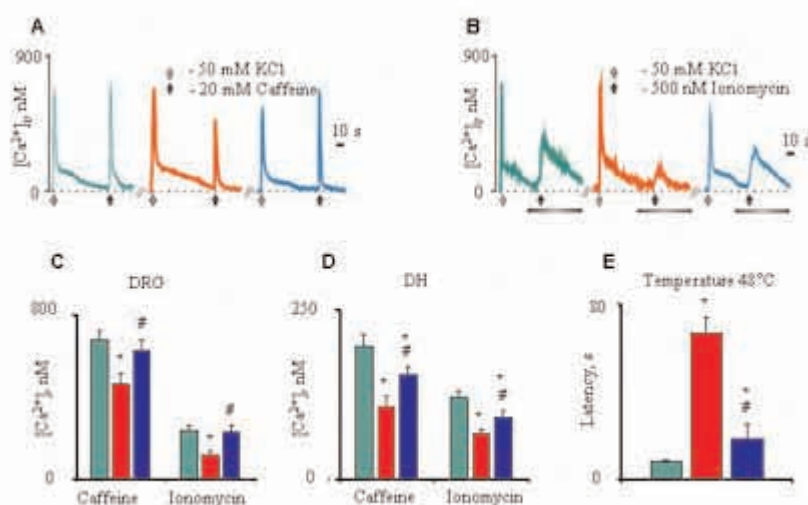 A
900
[Ca²⁺]ᵢ, nM
0
- 50 mM KCl
- 20 mM Caffeine
10 s
B
900
[Ca²⁺]ᵢ, nM
0
- 50 mM KCl
- 500 nM Ionomycin
10 s
C
DRG
800
[Ca²⁺], nM
0
+
#
+
#
Caffeine
Ionomycin
D
DH
250
[Ca²⁺], nM
0
+
+
#
+
+
#
Caffeine
Ionomycin
E
Temperature 48°C
80
Latency, s
0
+
+
#